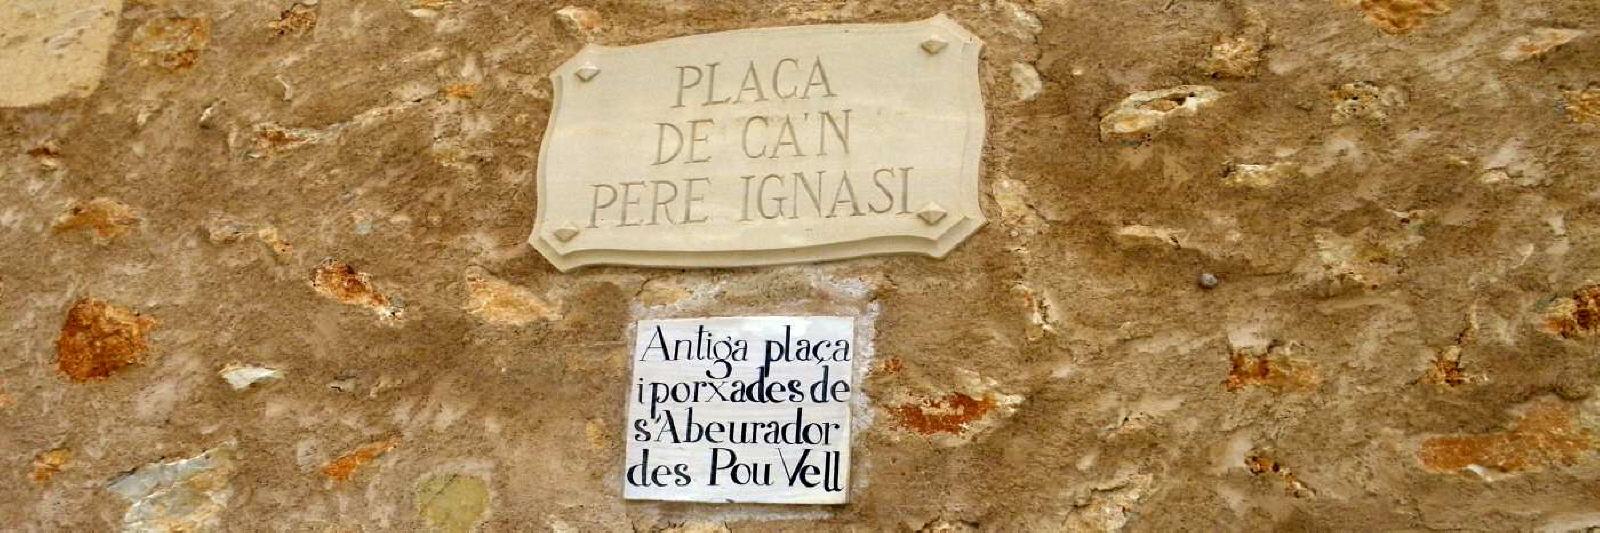 PLAÇA
DE CA'N
PERE IGNASI
Antiga plaça
i porxades de
s'Abeurador
des Pou Vell